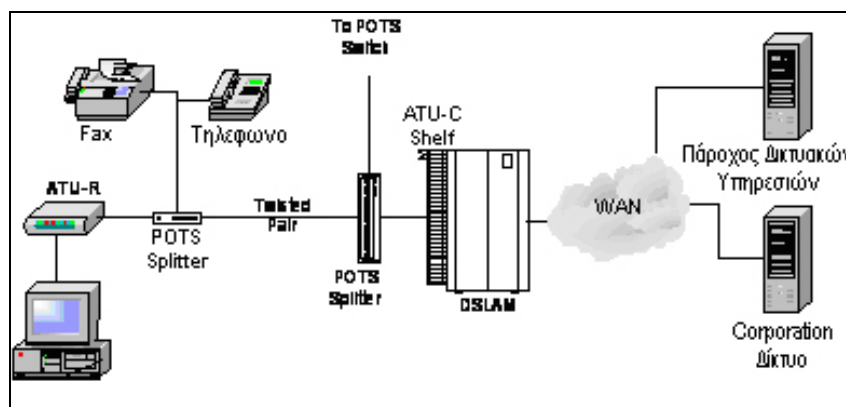 To POTS
Switch
Fax
Τηλεφωνο
ATU-C
Shelf
Πάροχος Δικτυακών
Υπηρεσιών
ATU-R
POTS
Splitter
Twisted
Pair
POTS
Splitter
DSLAM
WAN
Corporation
Δίκτυο